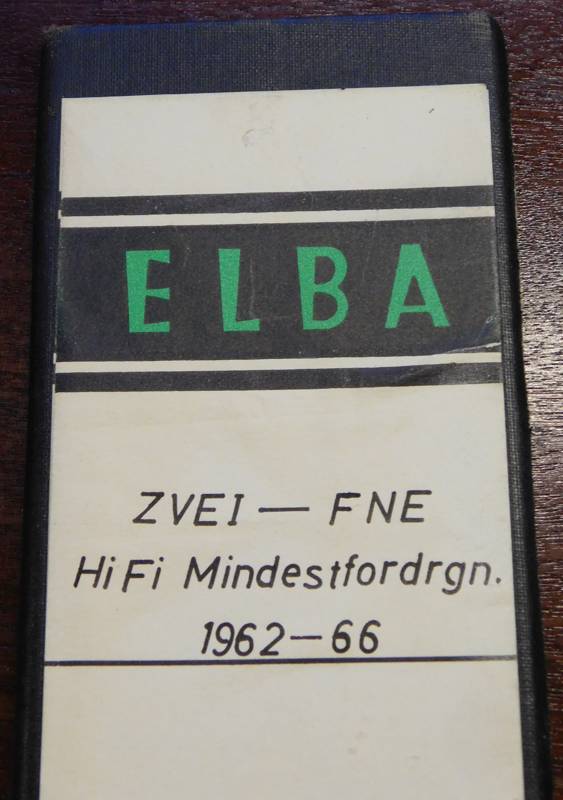 ELBA
ZVEI — FNE
HiFi Mindestfordrgn.
1962—66